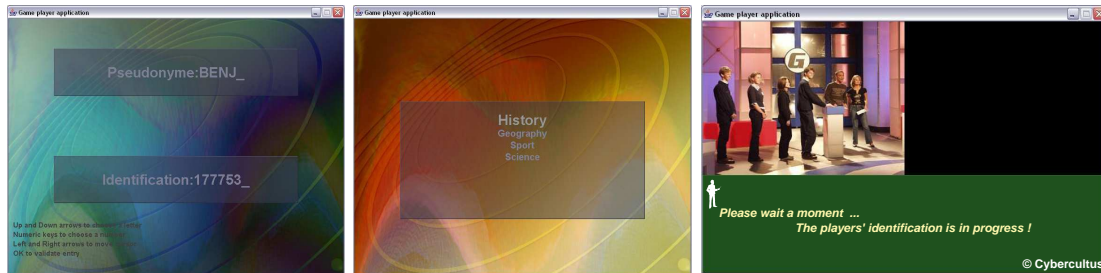 Game player application
Pseudonyme:BENJ_
Identification:177753_
Up and Down arrows to
Numeric keys to choose a
Left and Right arrows to move
OK to validate entry
Game player application
History
Geography
Sport
Science
Game player application
G
Please wait a moment ...
The players' identification is in progress !
© Cybercultus